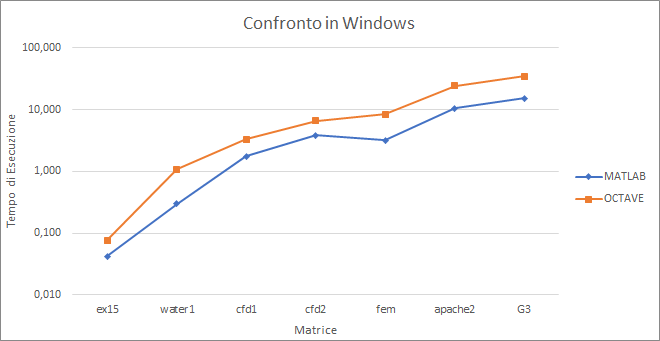 Confronto in Windows
100,000
10,000
1,000
0,100
0,010
Tempo di Esecuzione
ex15 water1 cfd1 cfd2 fem apache2 G3
Matrice
MATLAB
OCTAVE